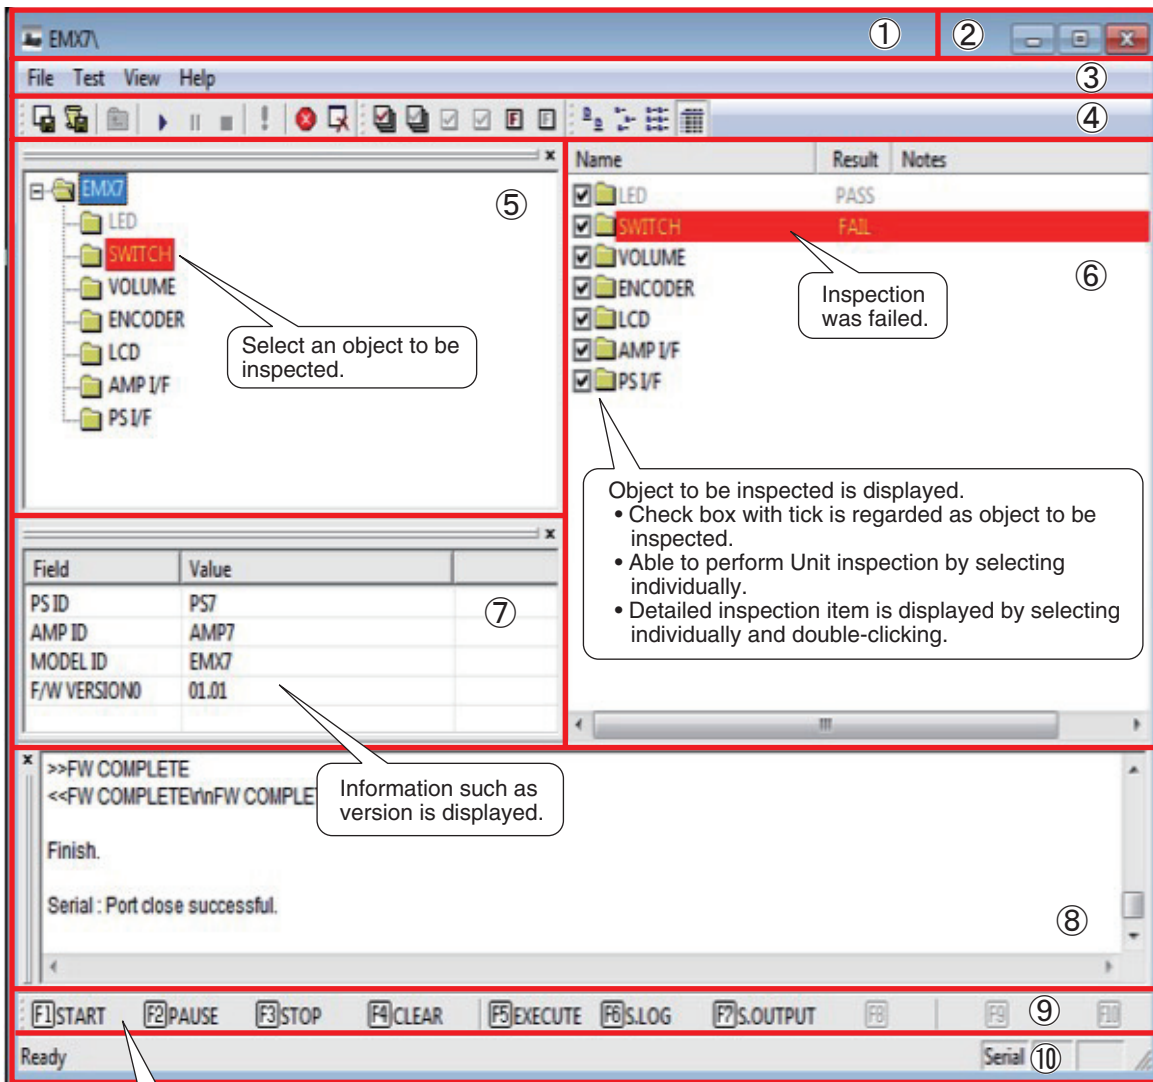 EMX7\ ① ②
File Test View Help ③
④
⑤
EMX7
LED
SWITCH
VOLUME
ENCODER
LCD
AMP I/F
PS I/F
Select an object to be
inspected.
Name Result Notes
LED PASS
SWITCH FAIL
VOLUME
ENCODER
LCD
AMP I/F
PS I/F
⑥
Inspection
was failed.
Object to be inspected is displayed.
• Check box with tick is regarded as object to be
inspected.
• Able to perform Unit inspection by selecting
individually.
• Detailed inspection item is displayed by selecting
individually and double-clicking.
Field Value
PS ID PS7
AMP ID AMP7
MODEL ID EMX7
F/W VERSION0 01.01
⑦
Information such as
version is displayed.
>>FW COMPLETE
<<FW COMPLETE\r\nFW COMPLET
Finish.
Serial : Port close successful.
⑧
F1 START F2 PAUSE F3 STOP F4 CLEAR F5 EXECUTE F6 S.LOG F7 S.OUTPUT F8 F9 ⑨ F10
Ready Serial ⑩